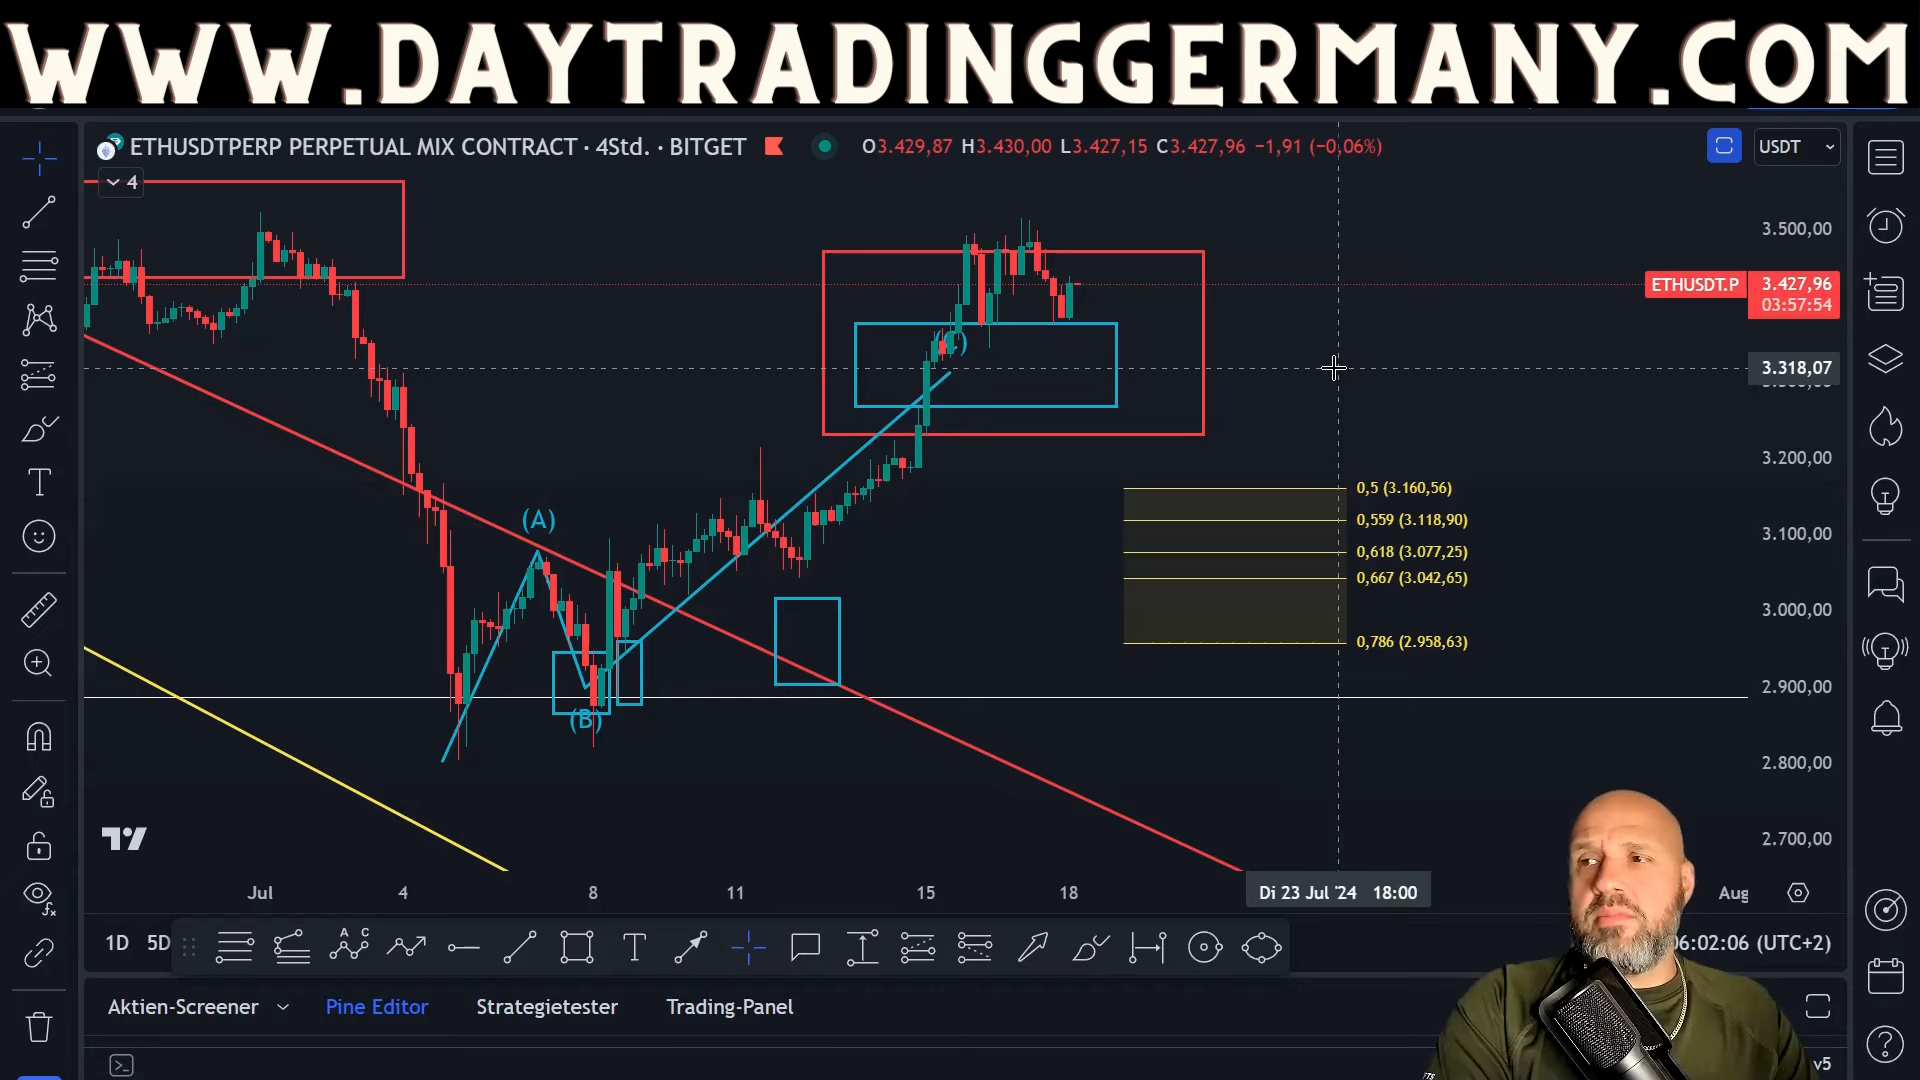 WWW.DAYTRADINGGERMANY.COM
ETHUSDTPERP PERPETUAL MIX CONTRACT · 4Std. · BITGET
O3.429,87 H3.430,00 L3.427,15 C3.427,96 −1,91 (−0,06%)
USDT
4
3.500,00
ETHUSDT.P
3.427,96
03:57:54
3.318,07
3.200,00
3.100,00
3.000,00
2.900,00
2.800,00
2.700,00
(C)
(A)
(B)
0,5 (3.160,56)
0,559 (3.118,90)
0,618 (3.077,25)
0,667 (3.042,65)
0,786 (2.958,63)
Jul
4
8
11
15
18
Di 23 Jul '24 18:00
Aug
1D
5D
A C
06:02:06 (UTC+2)
Aktien-Screener
Pine Editor
Strategietester
Trading-Panel
v5